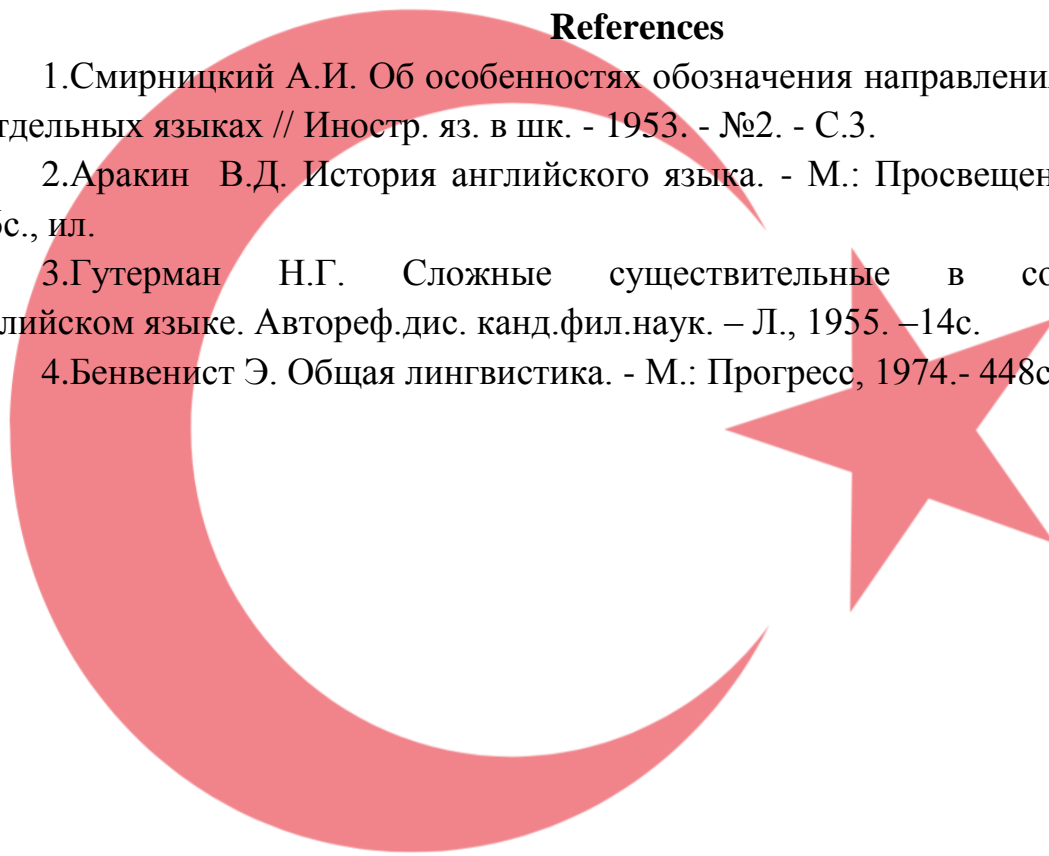 References
1.Смирницкий А.И. Об особенностях обозначения направлени
тдельных языках // Иностр. яз. в шк. - 1953. - №2. - С.3.
2.Аракин В.Д. История английского языка. - М.: Просвещен
с., ил.
3.Гутерман Н.Г. Сложные существительные в со
лийском языке. Автореф.дис. канд.фил.наук. – Л., 1955. –14с.
4.Бенвенист Э. Общая лингвистика. - М.: Прогресс, 1974.- 448с